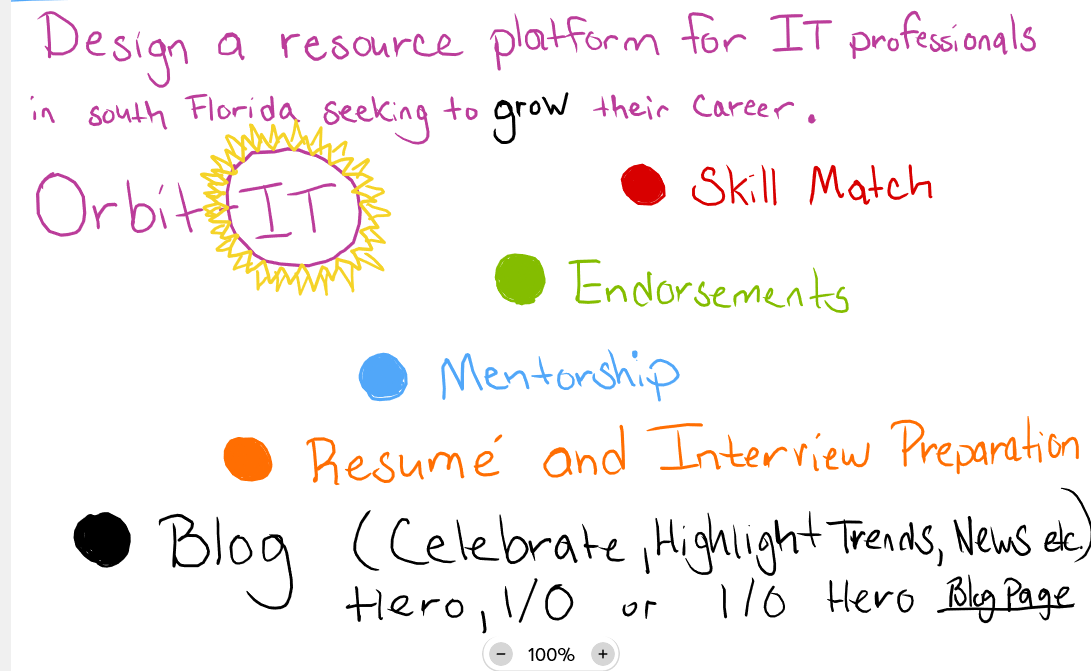 Design a resource platform for IT professionals
in south Florida seeking to grow their career.
Orbit IT
Skill Match
Endorsements
Mentorship
Resumé and Interview Preparation
Blog (Celebrate, Highlight Trends, News etc.)
Hero, 1/0 or 1/0 Hero Blog Page
100%